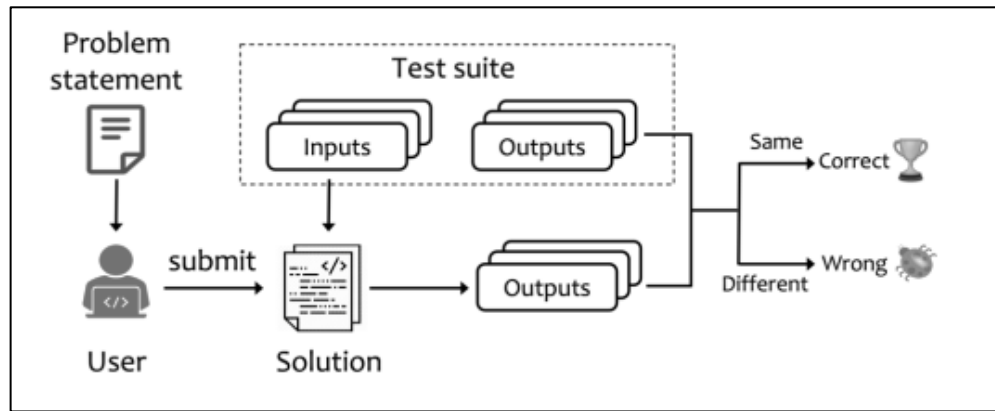 Problem
statement
Test suite
Inputs
Outputs
Same
Correct
submit
</>
</>
Outputs
Different
Wrong
User
Solution